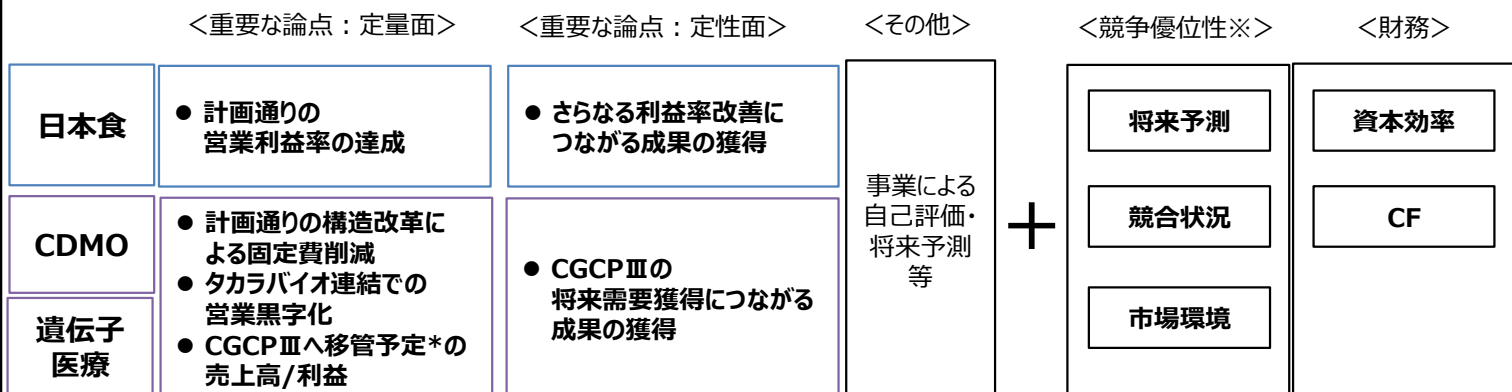 ＜重要な論点：定量面＞
＜重要な論点：定性面＞
＜その他＞
＜競争優位性※＞
＜財務＞
日本食
● 計画通りの
営業利益率の達成
● さらなる利益率改善に
つながる成果の獲得
CDMO
遺伝子
医療
● 計画通りの構造改革に
よる固定費削減
● タカラバイオ連結での
営業黒字化
● CGCPⅢへ移管予定*の
売上高/利益
● CGCPⅢの
将来需要獲得につながる
成果の獲得
事業による
自己評価・
将来予測
等
＋
将来予測
競合状況
市場環境
資本効率
CF